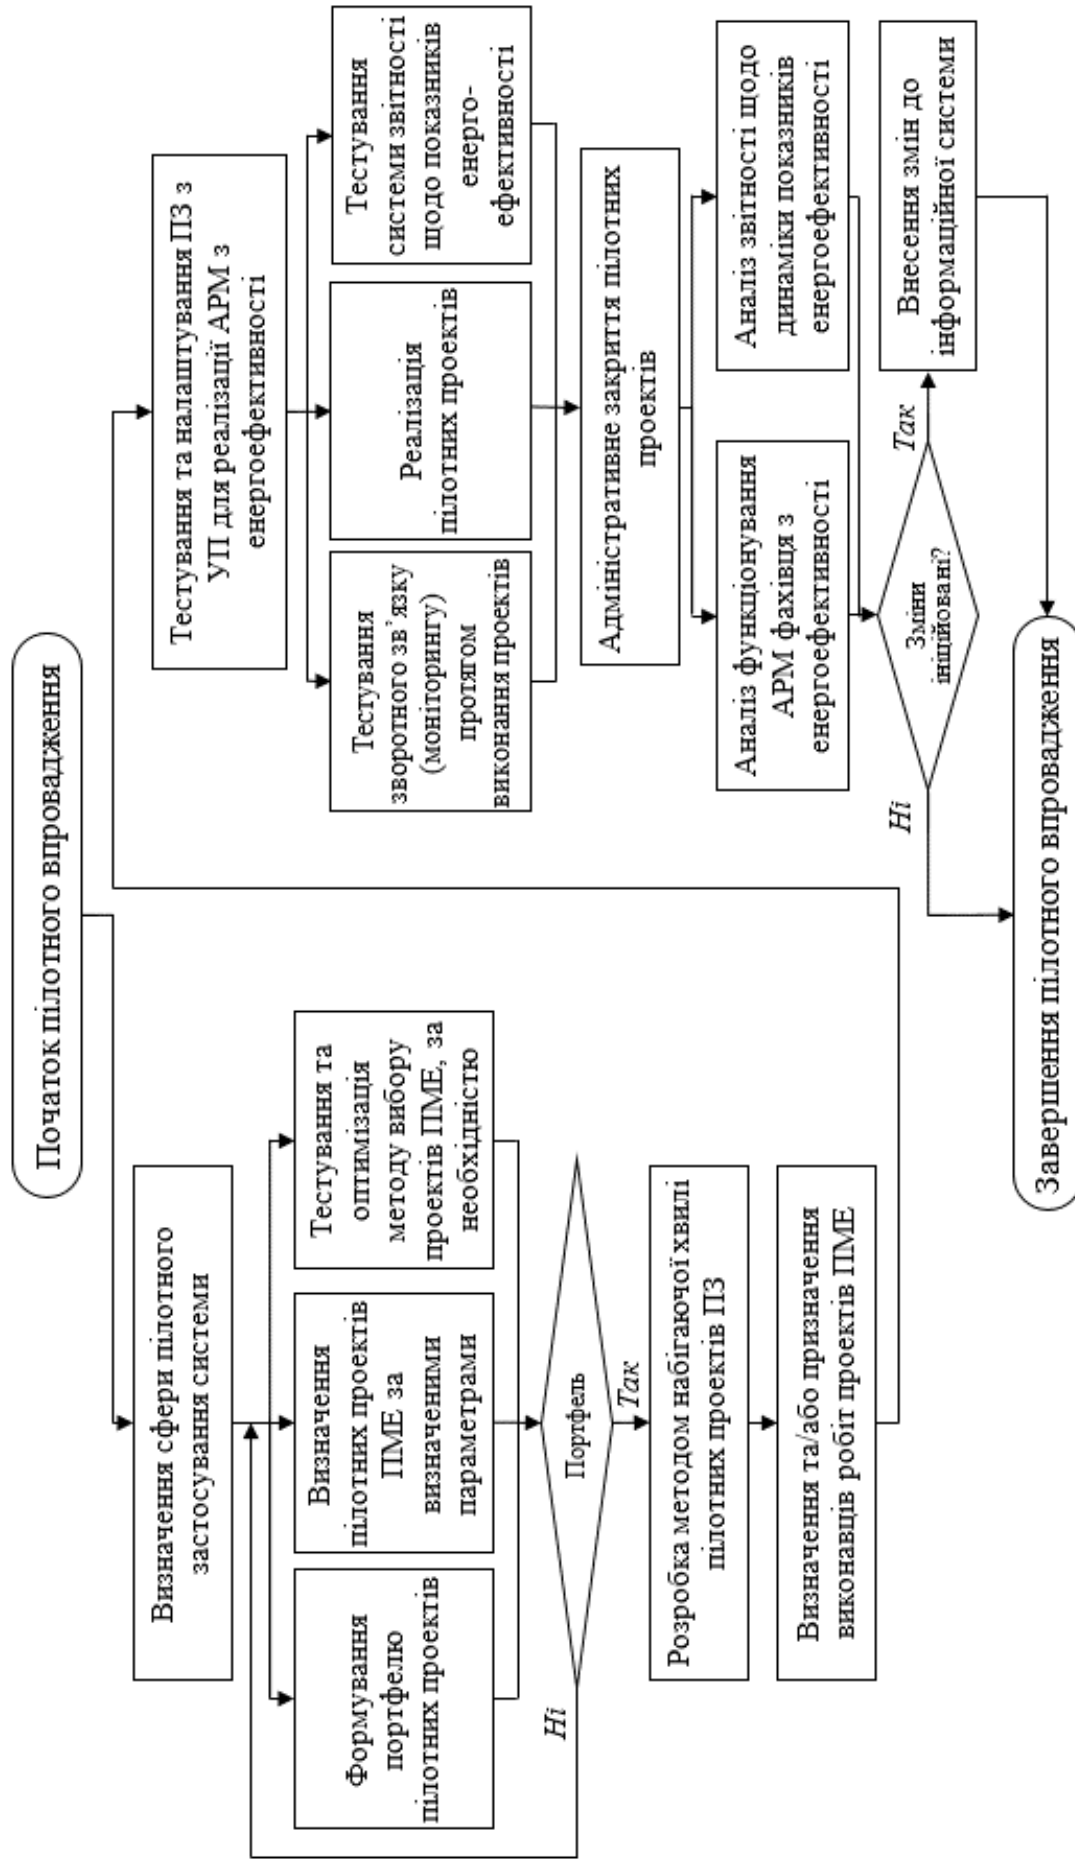 Початок пілотного впровадження
Визначення сфери пілотного
застосування системи
Формування
портфелю
пілотних проектів
Визначення
пілотних проектів
ПМЕ за
визначеними
параметрами
Тестування та
оптимізація
методу вибору
проектів ПМЕ, за
необхідністю
Портфель
Ні
Так
Розробка методом набігаючої хвилі
пілотних проектів ПЗ
Визначення та/або призначення
виконавців робіт проектів ПМЕ
Тестування та налаштування ПЗ з
УП для реалізації АРМ з
енергоефективності
Тестування
зворотного зв’язку
(моніторингу)
протягом
виконання проектів
Реалізація
пілотних проектів
Тестування
системи звітності
щодо показників
енерго-
ефективності
Адміністративне закриття пілотних
проектів
Аналіз функціонування
АРМ фахівця з
енергоефективності
Аналіз звітності щодо
динаміки показників
енергоефективності
Зміни
ініційовані?
Ні
Так
Внесення змін до
інформаційної системи
Завершення пілотного впровадження